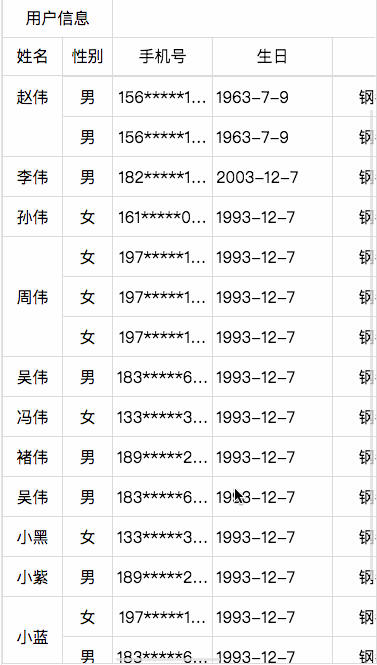 用户信息
姓名 性别 手机号 生日
赵伟 男 156*****1... 1963-7-9 钢
男 156*****1... 1963-7-9 钢
李伟 男 182*****1... 2003-12-7 钢
孙伟 女 161*****0... 1993-12-7 钢
女 197*****1... 1993-12-7 钢
周伟 女 197*****1... 1993-12-7 钢
女 197*****1... 1993-12-7 钢
吴伟 男 183*****6... 1993-12-7 钢
冯伟 女 133*****3... 1993-12-7 钢
褚伟 男 189*****2... 1993-12-7 钢
吴伟 男 183*****6... 1993-12-7 钢
小黑 女 133*****3... 1993-12-7 钢
小紫 男 189*****2... 1993-12-7 钢
女 197*****1... 1993-12-7 钢
小蓝
男 183*****6... 1993-12-7 钢